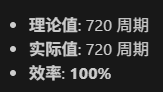 • 理论值: 720 周期
• 实际值: 720 周期
• 效率: 100%